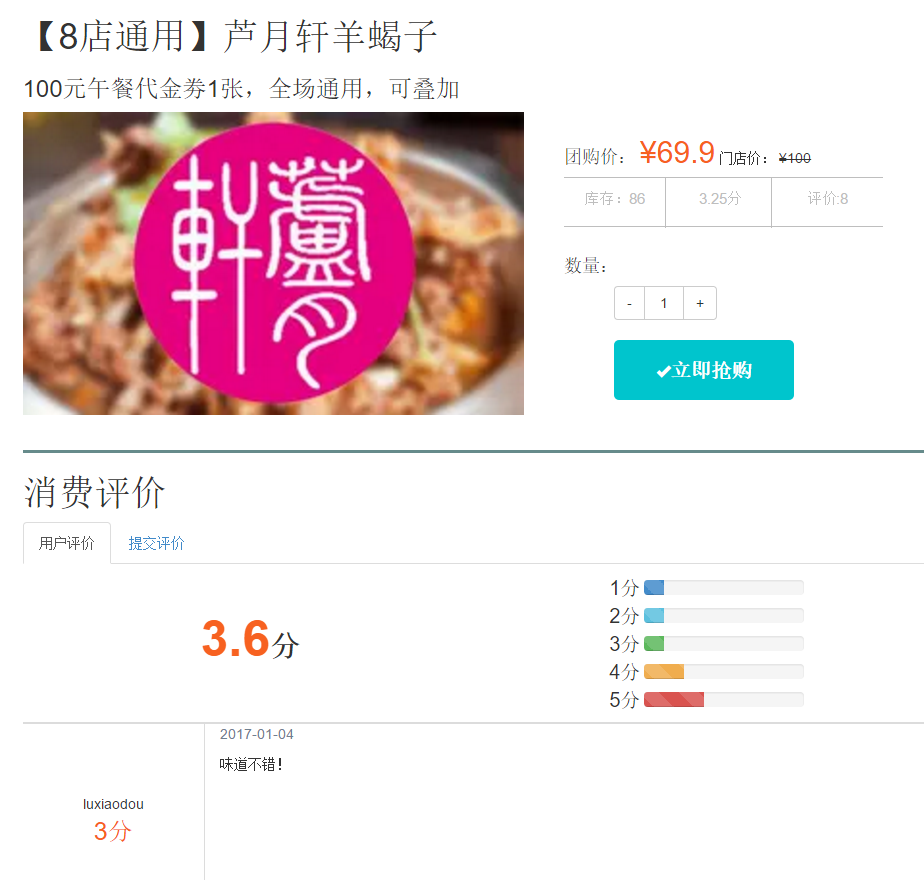 【8店通用】芦月轩羊蝎子
100元午餐代金券1张，全场通用，可叠加
軒蘆月
团购价： ¥69.9 门店价： ¥100
库存：86 3.25分 评价:8
数量：
- 1 +
✔立即抢购
消费评价
用户评价 提交评价
3.6分
1分
2分
3分
4分
5分
2017-01-04
味道不错！
luxiaodou
3分